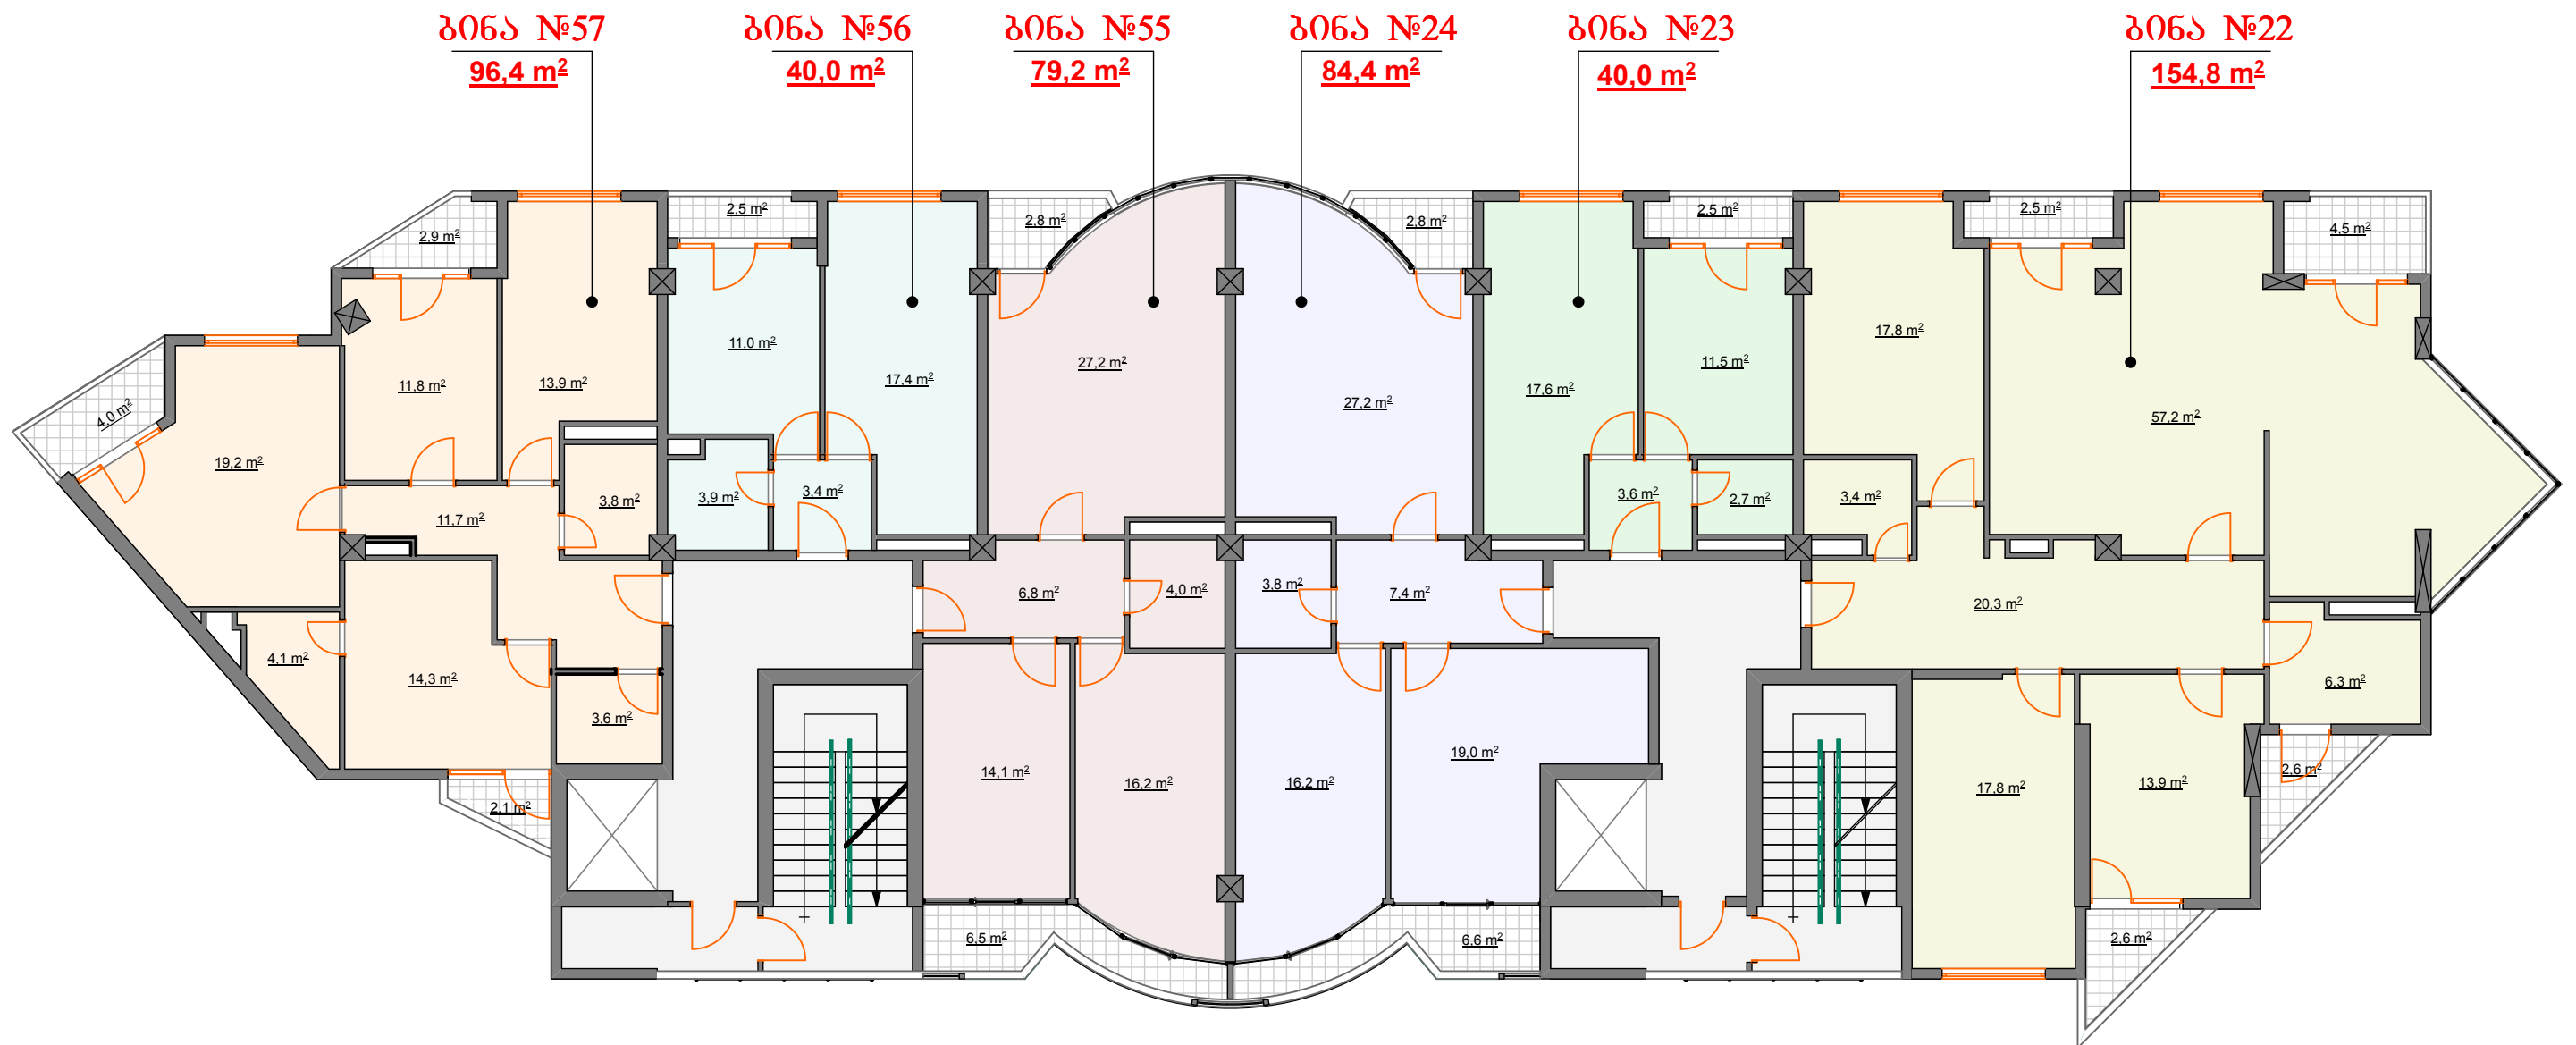 ბინა №57
96,4 m²
ბინა №56
40,0 m²
ბინა №55
79,2 m²
ბინა №24
84,4 m²
ბინა №23
40,0 m²
ბინა №22
154,8 m²
2,9 m²
4,0 m²
19,2 m²
11,8 m²
13,9 m²
3,8 m²
11,7 m²
4,1 m²
14,3 m²
3,6 m²
2,1 m²
2,5 m²
11,0 m²
17,4 m²
3,9 m²
3,4 m²
2,8 m²
27,2 m²
6,8 m²
4,0 m²
14,1 m²
16,2 m²
6,5 m²
2,8 m²
27,2 m²
3,8 m²
7,4 m²
16,2 m²
19,0 m²
6,6 m²
2,5 m²
17,6 m²
11,5 m²
3,6 m²
2,7 m²
2,5 m²
4,5 m²
17,8 m²
57,2 m²
3,4 m²
20,3 m²
6,3 m²
17,8 m²
13,9 m²
2,6 m²
2,6 m²